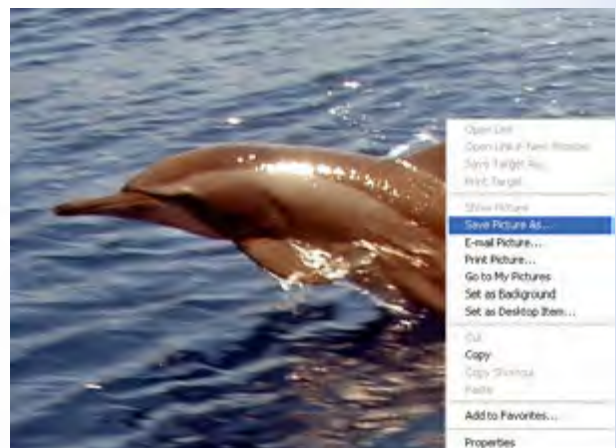 Open Link
Open Link in New Window
Save Target As...
Print Target
Show Picture
Save Picture As...
E-mail Picture...
Print Picture...
Go to My Pictures
Set as Background
Set as Desktop Item...
Cut
Copy
Copy Shortcut
Paste
Add to Favorites...
Properties